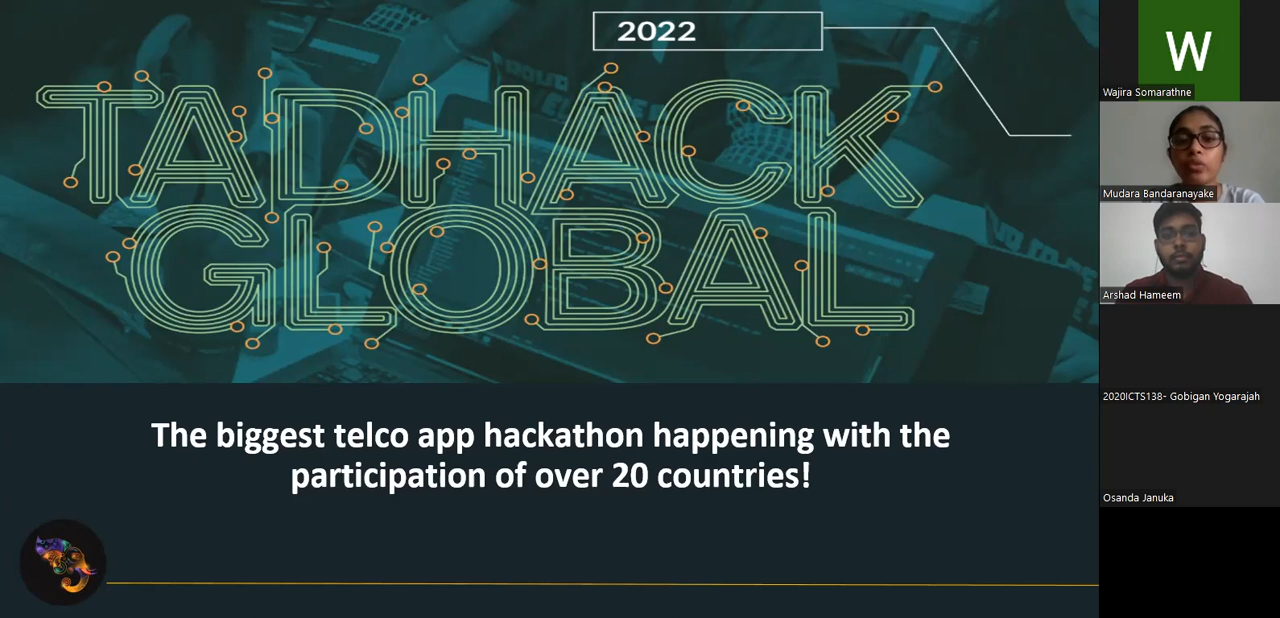 2022
TADHACK
GLOBAL
The biggest telco app hackathon happening with the
participation of over 20 countries!
W
Wajira Somarathne
Mudara Bandaranayake
Arshad Hameem
2020ICTS138- Gobigan Yogarajah
Osanda Januka